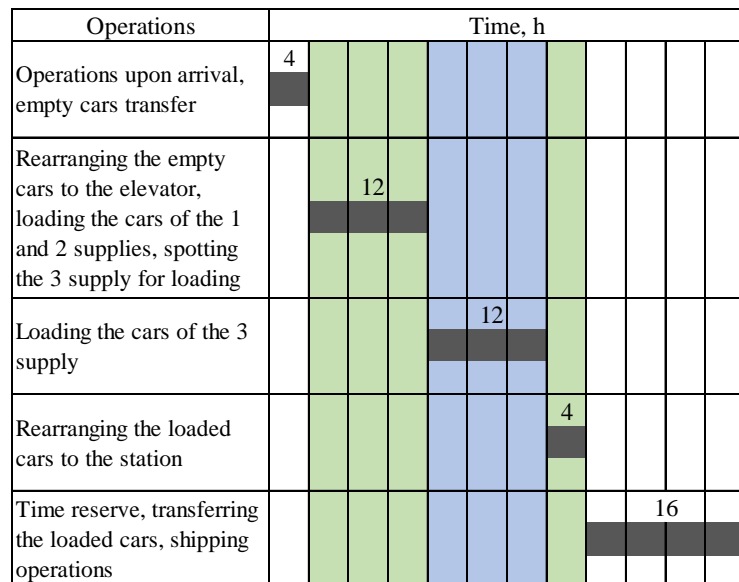 Operations Time, h
Operations upon arrival,
empty cars transfer
4
Rearranging the empty
cars to the elevator,
loading the cars of the 1
and 2 supplies, spotting
the 3 supply for loading
12
Loading the cars of the 3
supply
12
Rearranging the loaded
cars to the station
4
Time reserve, transferring
the loaded cars, shipping
operations
16